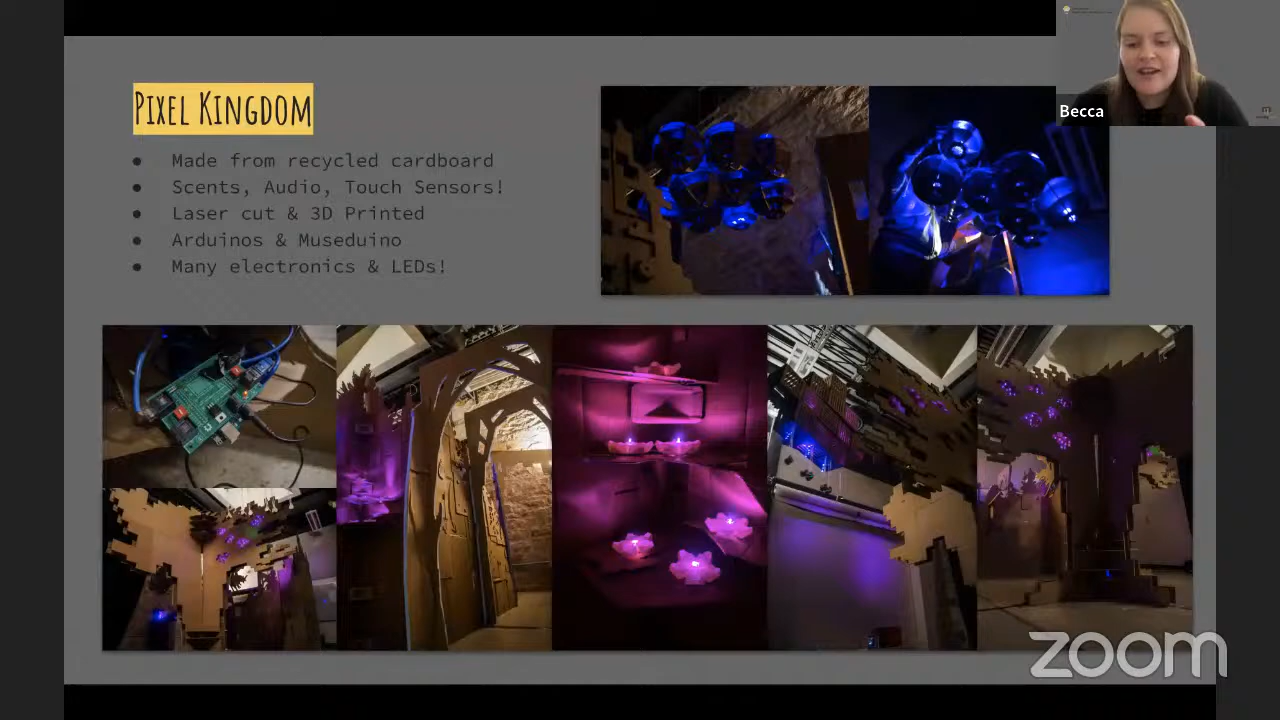 Becca
Pixel Kingdom
● Made from recycled cardboard
● Scents, Audio, Touch Sensors!
● Laser cut & 3D Printed
● Arduinos & Museduino
● Many electronics & LEDs!
zoom